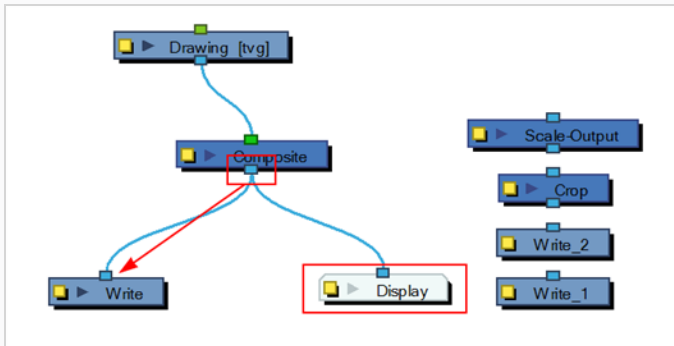 Drawing [tvg]
Composite
Scale-Output
Crop
Write_2
Write
Display
Write_1